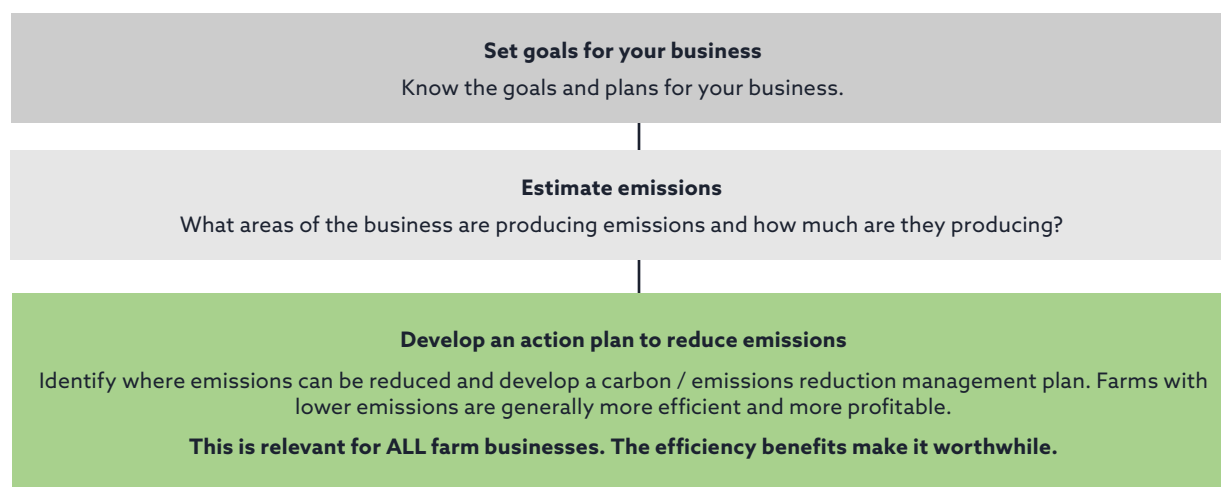 Set goals for your business
Know the goals and plans for your business.
Estimate emissions
What areas of the business are producing emissions and how much are they producing?
Develop an action plan to reduce emissions
Identify where emissions can be reduced and develop a carbon / emissions reduction management plan. Farms with
lower emissions are generally more efficient and more profitable.
This is relevant for ALL farm businesses. The efficiency benefits make it worthwhile.